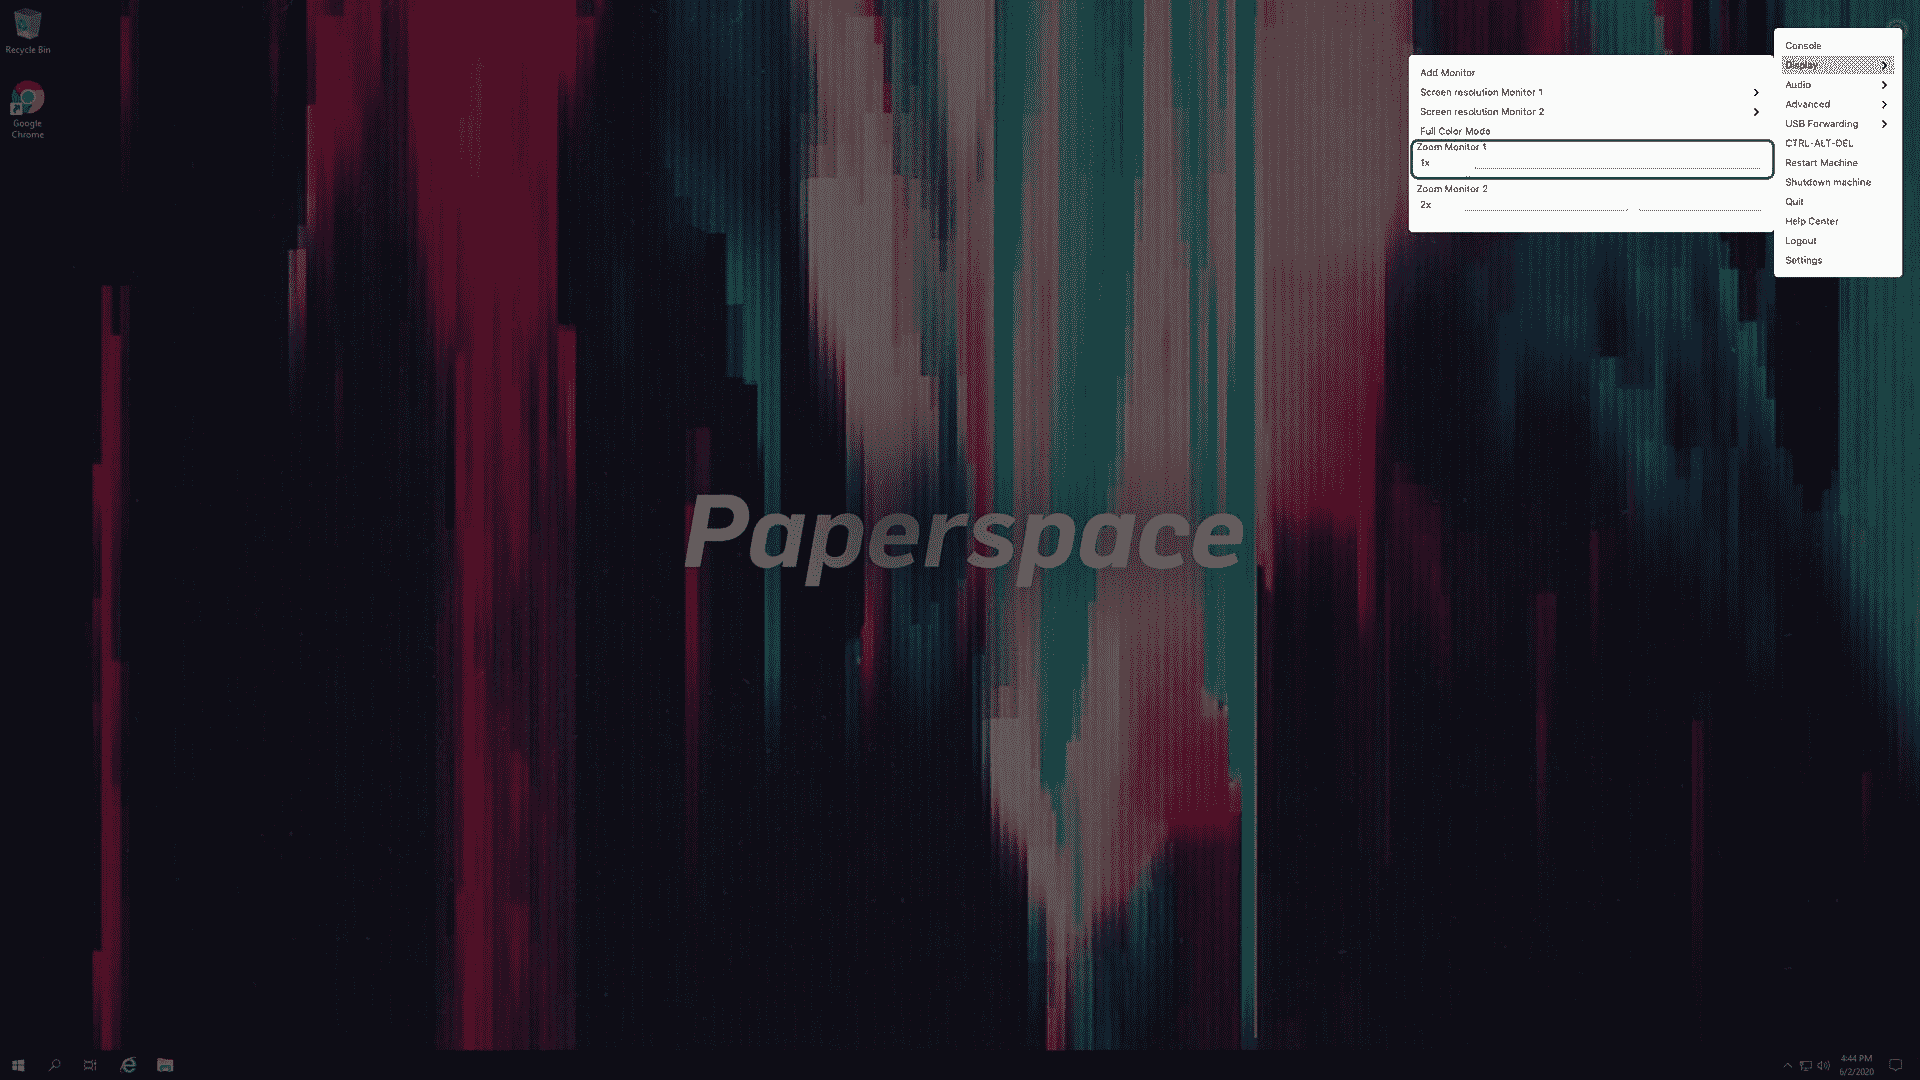 Recycle Bin
Google
Chrome
Console
Display
Audio
Advanced
USB Forwarding
CTRL-ALT-DEL
Restart Machine
Shutdown machine
Quit
Help Center
Logout
Settings
Add Monitor
Screen resolution Monitor 1
Screen resolution Monitor 2
Full Color Mode
Zoom Monitor 1
1x
Zoom Monitor 2
2x
Paperspace
4:44 PM
6/2/2020